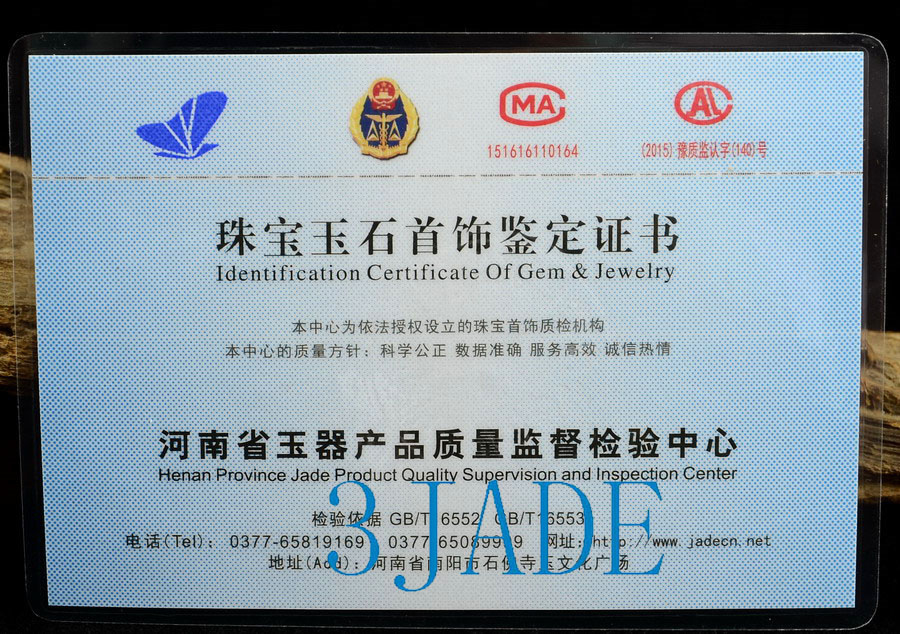 CMA
CAL
151616110164
(2015)豫质监认字(140)号
珠宝玉石首饰鉴定证书
Identification Certificate Of Gem & Jewelry
本中心为依法授权设立的珠宝首饰质检机构
本中心的质量方针：科学公正 数据准确 服务高效 诚信热情
河南省玉器产品质量监督检验中心
Henan Province Jade Product Quality Supervision and Inspection Center
3JADE
检验依据 GB/T16552 GB/T16553
电话(Tel)： 0377-65819169 网址：http://www.jadecn.net
地址(Add)：河南省南阳市石佛寺玉文化广场